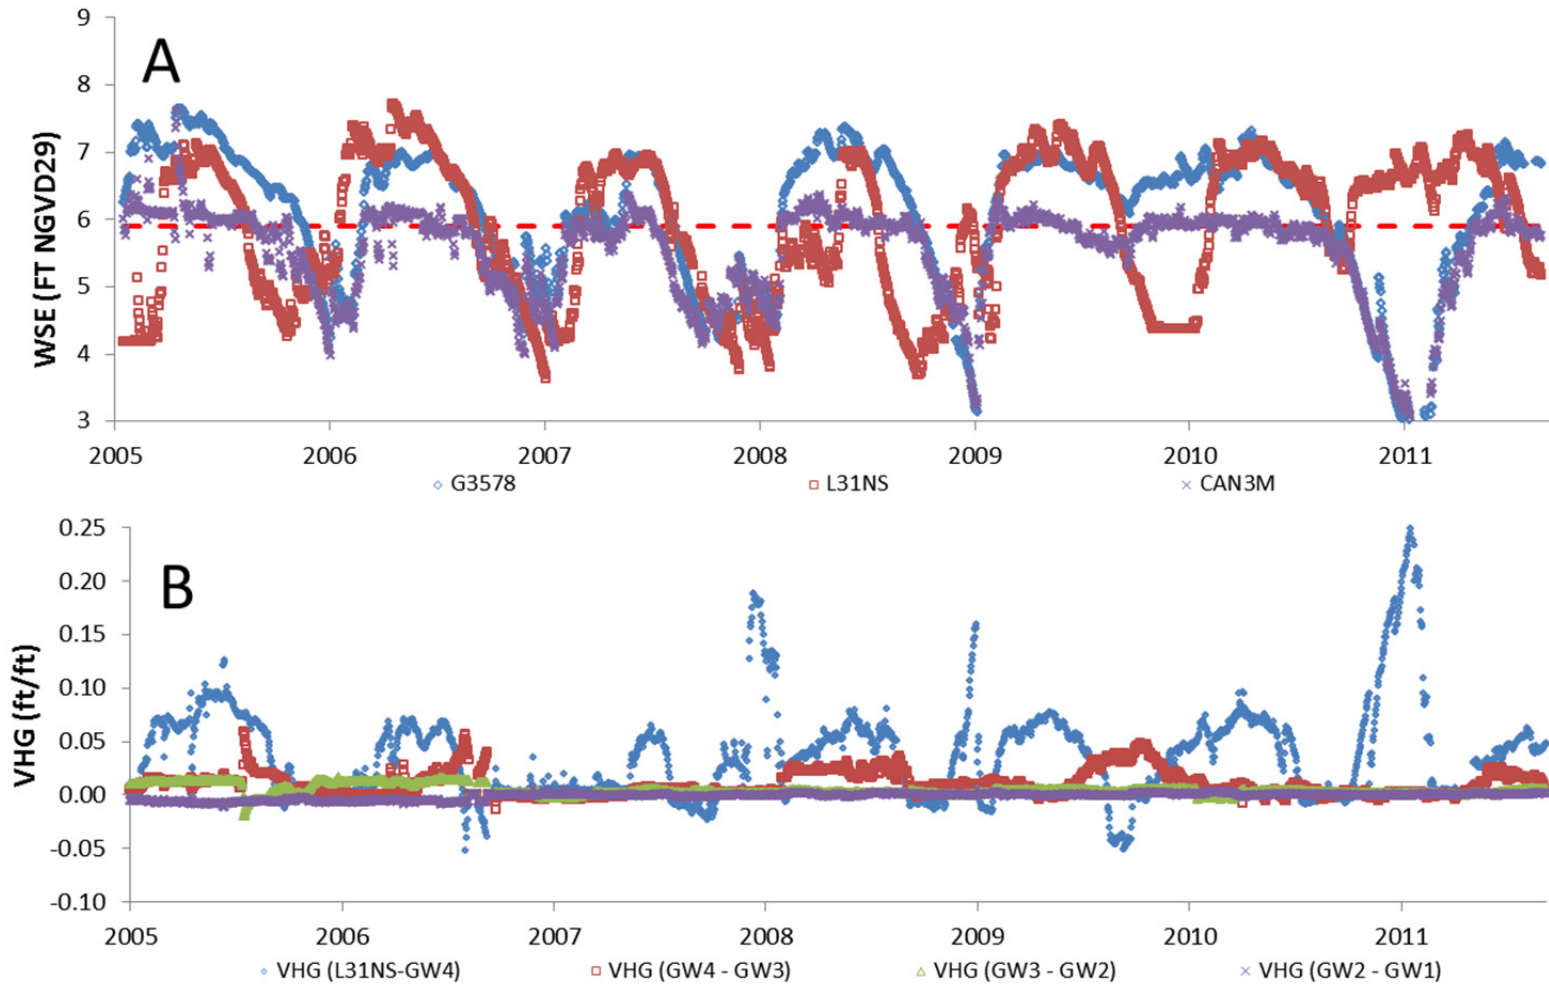 A
WSE (FT NGVD29)
9
8
7
6
5
4
3
2005 2006 2007 2008 2009 2010 2011
G3578 L31NS CAN3M
B
VHG (ft/ft)
0.25
0.20
0.15
0.10
0.05
0.00
-0.05
-0.10
2005 2006 2007 2008 2009 2010 2011
VHG (L31NS-GW4) VHG (GW4 - GW3) VHG (GW3 - GW2) VHG (GW2 - GW1)